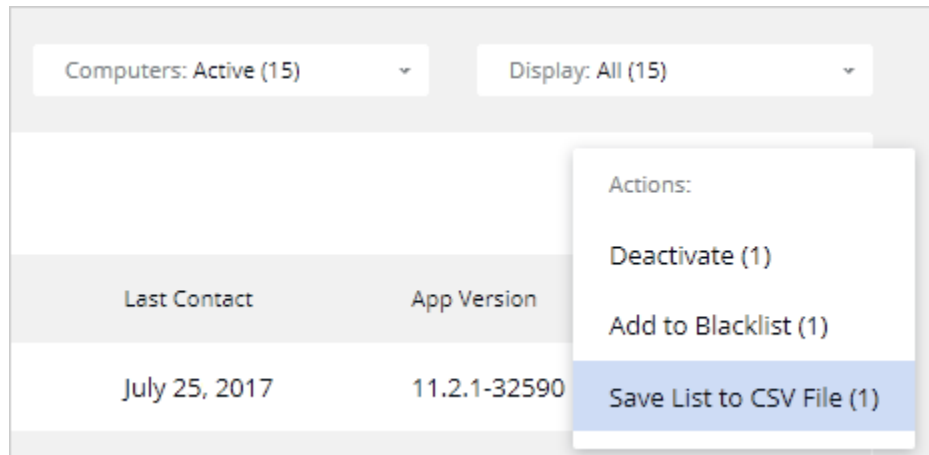 Computers: Active (15)
Display: All (15)
Actions:
Deactivate (1)
Last Contact
App Version
Add to Blacklist (1)
July 25, 2017
11.2.1-32590
Save List to CSV File (1)